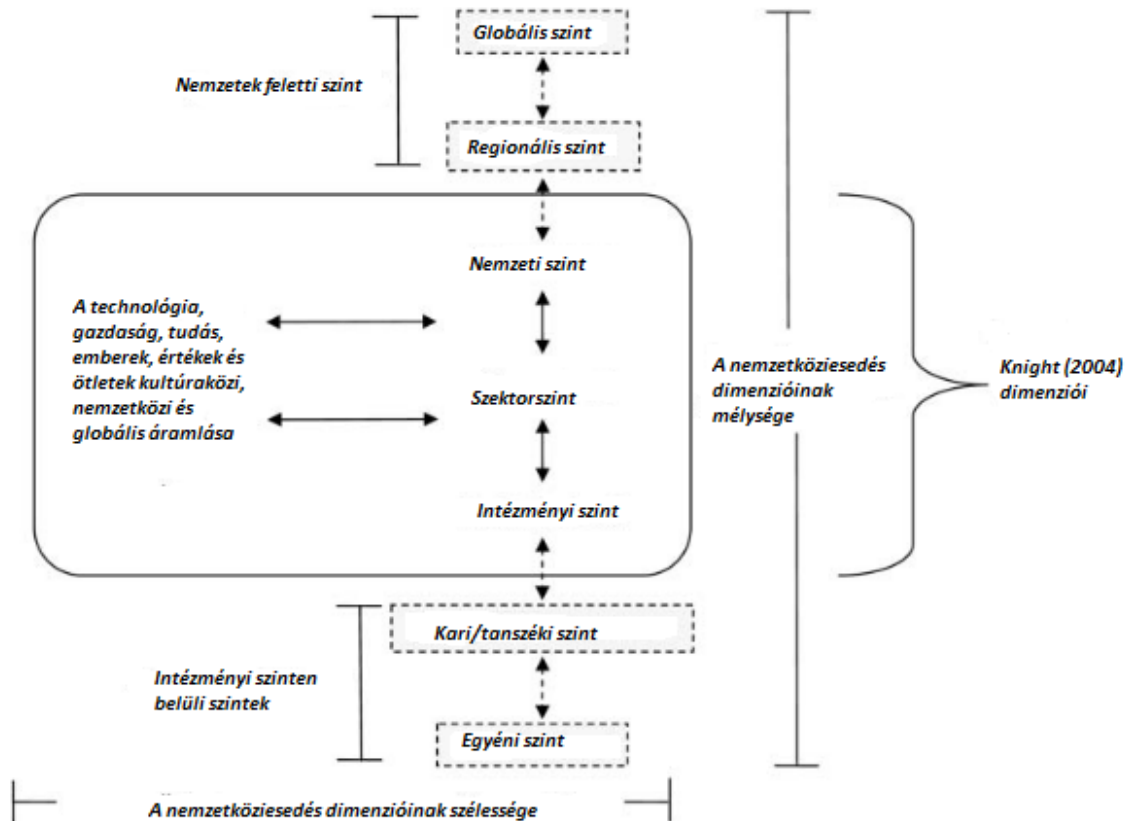 Globális szint
Nemzetek feletti szint
Regionális szint
Nemzeti szint
A technológia,
gazdaság, tudás,
emberek, értékek és
ötletek kultúraközi,
nemzetközi és
globális áramlása
Szektorszint
Intézményi szint
A nemzetköziesedés
dimenzióinak
mélysége
Knight (2004)
dimenziói
Kari/tanszéki szint
Intézményi szinten
belüli szintek
Egyéni szint
A nemzetköziesedés dimenzióinak szélessége